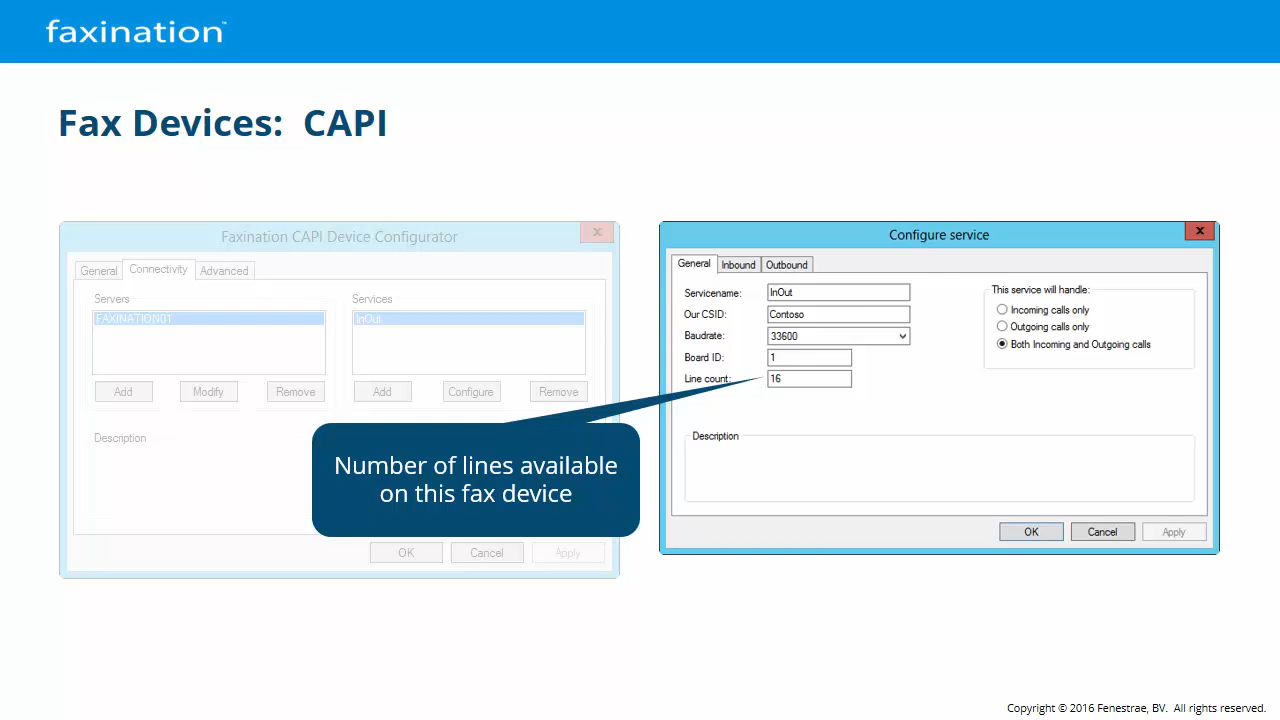 faxination™
Fax Devices:  CAPI
Faxination CAPI Device Configurator
x
General
Connectivity
Advanced
Servers
FAXINATION01
Add
Modify
Remove
Services
InOut
Add
Configure
Remove
Description
OK
Cancel
Apply
Number of lines available
on this fax device
Configure service
x
General
Inbound
Outbound
Servicename:
InOut
Our CSID:
Contoso
Baudrate:
33600
Board ID:
1
Line count:
16
This service will handle:
Incoming calls only
Outgoing calls only
Both Incoming and Outgoing calls
Description
OK
Cancel
Apply
Copyright © 2016 Fenestrae, BV.  All rights reserved.